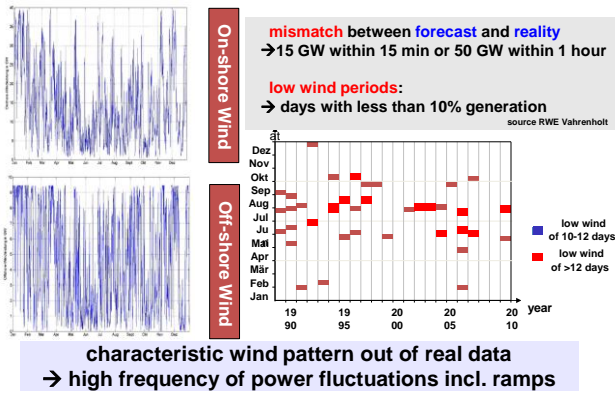 On-shore Wind
Off-shore Wind
mismatch between forecast and reality
→15 GW within 15 min or 50 GW within 1 hour
low wind periods:
→ days with less than 10% generation
source RWE Vahrenholt
at
Dez
Nov
Okt
Sep
Aug
Jul
Ju
Mai
Apr
Mär
Feb
Jan
19
90
19
95
20
00
20
05
20
10
year
low wind
of 10-12 days
low wind
of >12 days
characteristic wind pattern out of real data
→ high frequency of power fluctuations incl. ramps